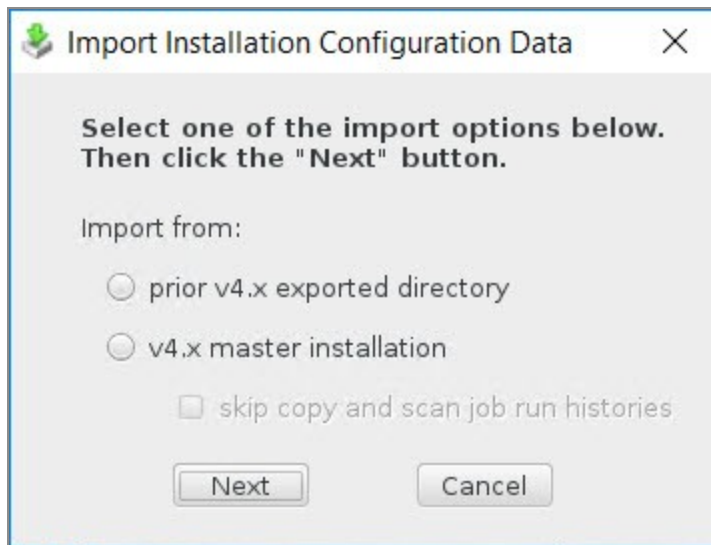 Import Installation Configuration Data
Select one of the import options below.
Then click the "Next" button.
Import from:
prior v4.x exported directory
v4.x master installation
skip copy and scan job run histories
Next
Cancel